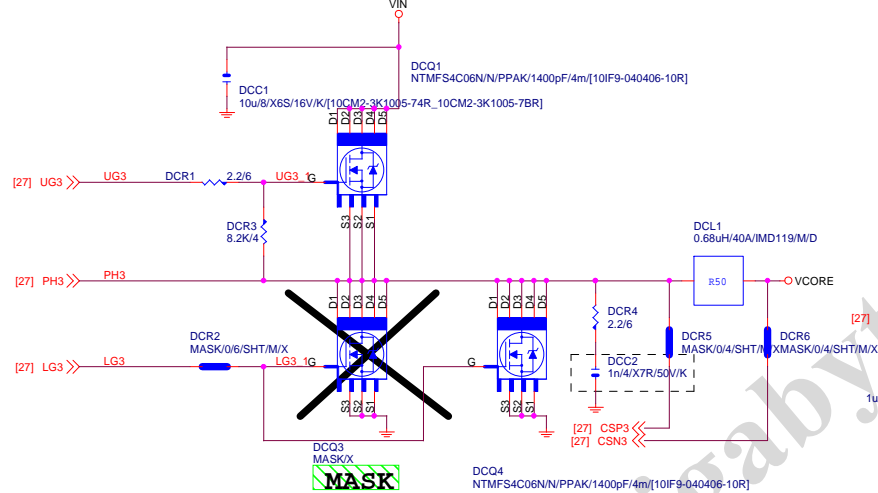 VIN
DCQ1
NTMFS4C06N/N/PPAK/1400pF/4m/[10IF9-040406-10R]
DCC1
10u/8/X6S/16V/K/[10CM2-3K1005-74R_10CM2-3K1005-7BR]
D1
D2
D3
D4
D5
[27] UG3
UG3
DCR1
2.2/6
UG3_1
G
S3
S2
S1
DCR3
8.2K/4
DCL1
0.68uH/40A/IMD119/M/D
[27] PH3
PH3
R50
VCORE
D1
D2
D3
D4
D5
D1
D2
D3
D4
D5
DCR4
2.2/6
[27]
DCR2
MASK/0/6/SHT/M/X
DCR5
MASK/0/4/SHT/M/X
DCR6
MASK/0/4/SHT/M/X
[27] LG3
LG3
LG3_1
G
G
DCC2
1n/4/X7R/50V/K
1u
S3
S2
S1
S3
S2
S1
[27] CSP3
[27] CSN3
DCQ3
MASK/X
MASK
DCQ4
NTMFS4C06N/N/PPAK/1400pF/4m/[10IF9-040406-10R]
igabyt